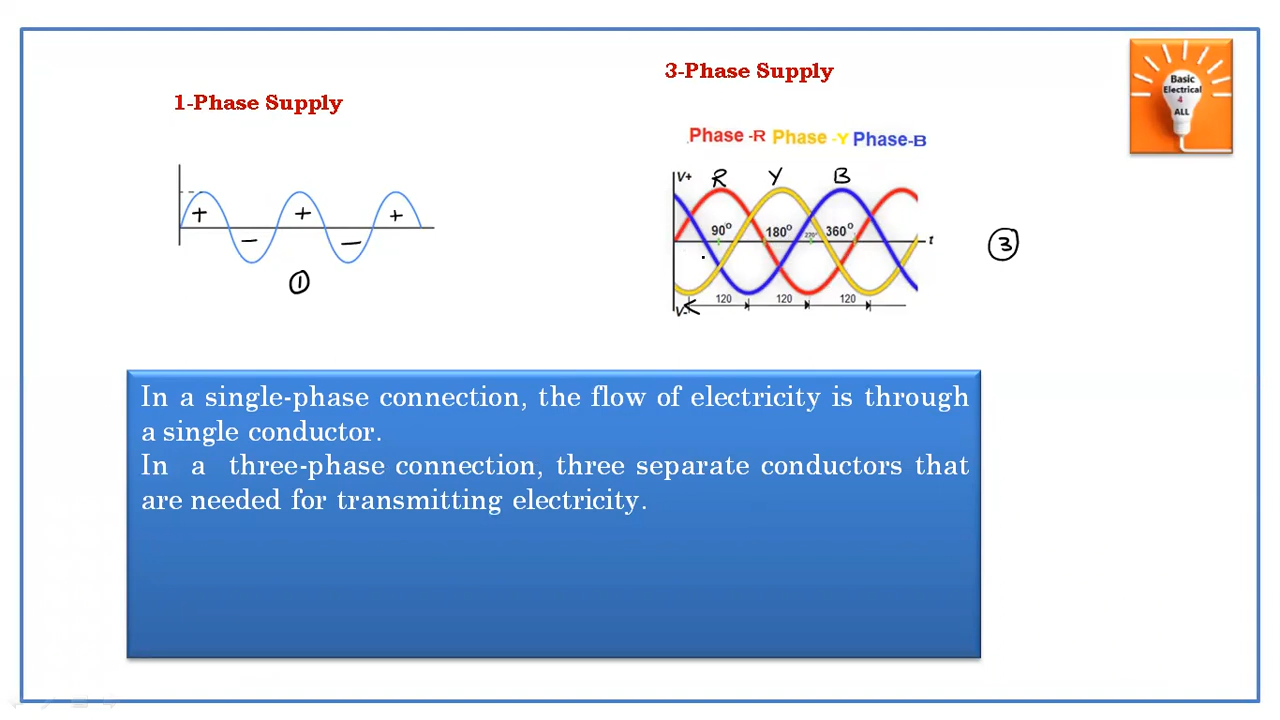 1-Phase Supply
+ + +
− −
①
3-Phase Supply
Phase -R Phase -Y Phase-B
V+ R Y B
90° 180° 270° 360° t
120 120 120
V-
③
Basic
Electrical
4
ALL
In a single-phase connection, the flow of electricity is through
a single conductor.
In a three-phase connection, three separate conductors that
are needed for transmitting electricity.